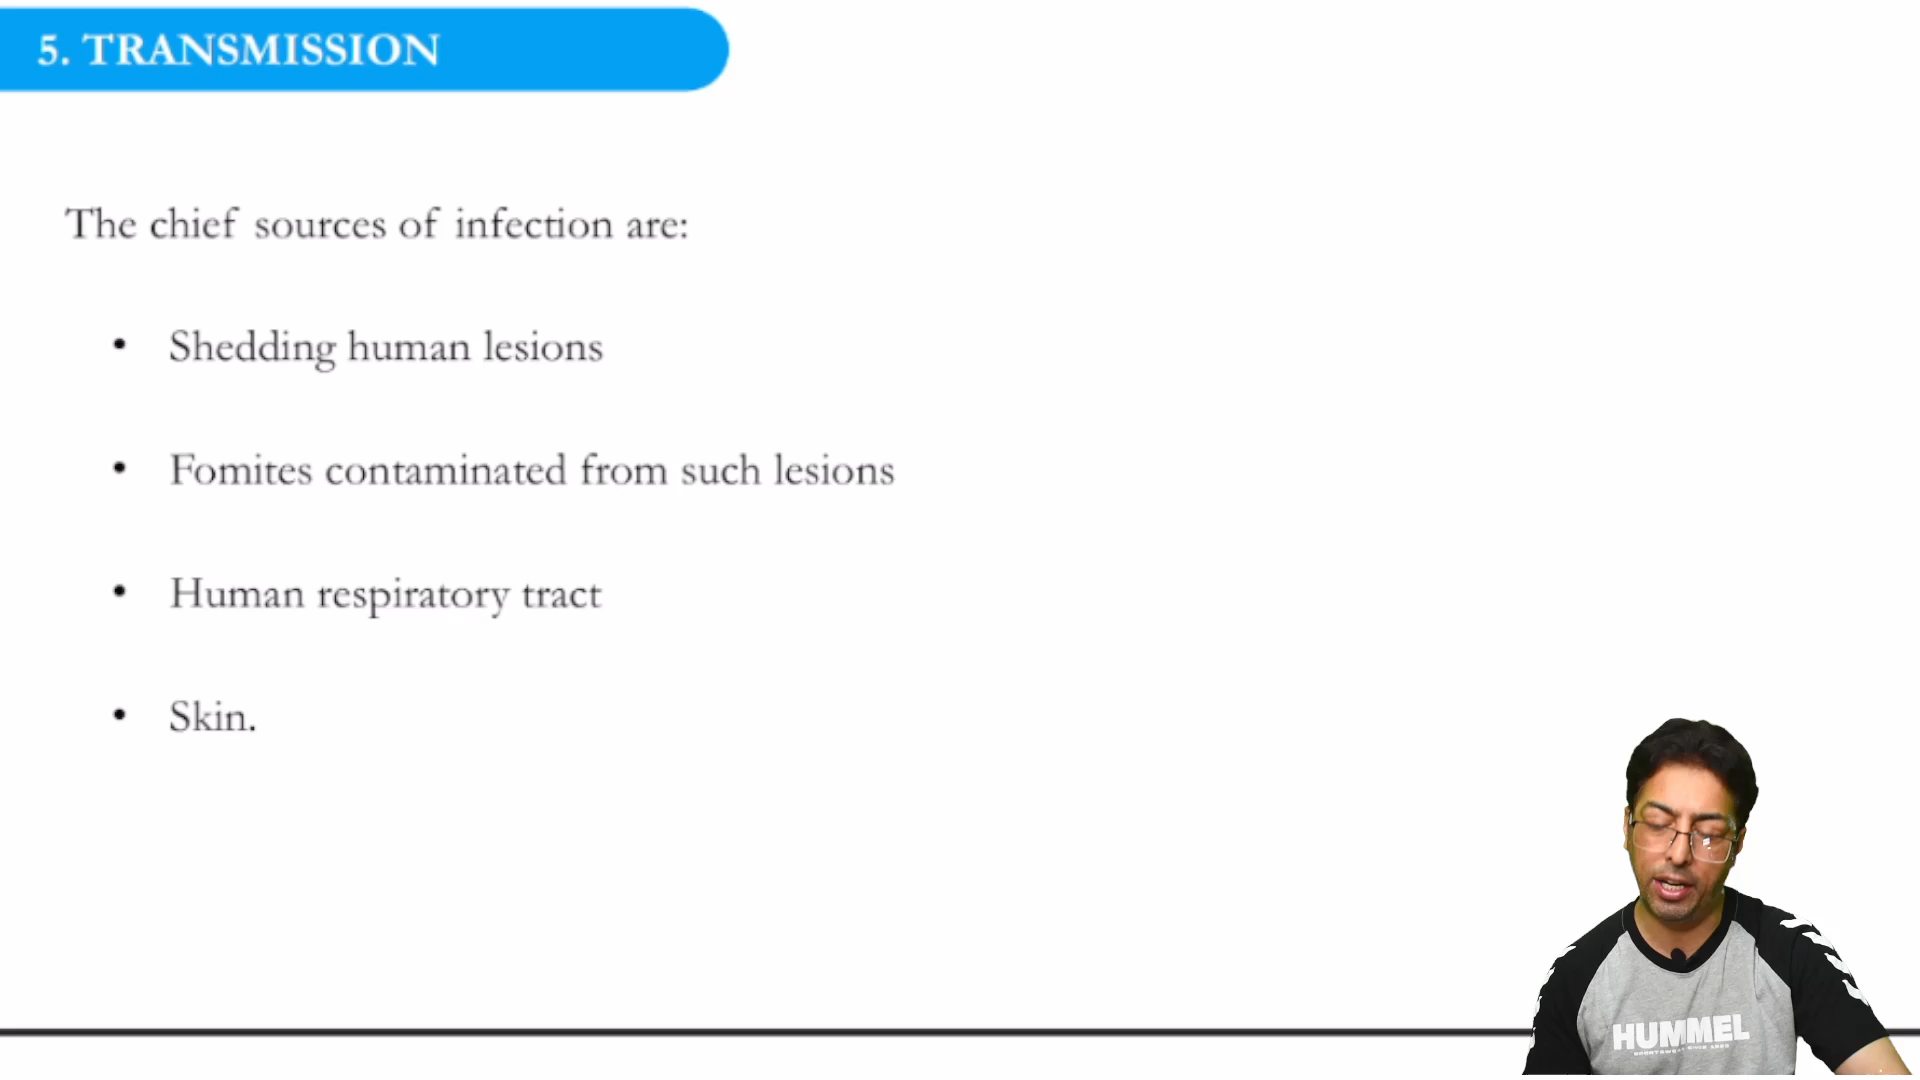 5. TRANSMISSION
The chief sources of infection are:
• Shedding human lesions
• Fomites contaminated from such lesions
• Human respiratory tract
• Skin.
HUMMEL